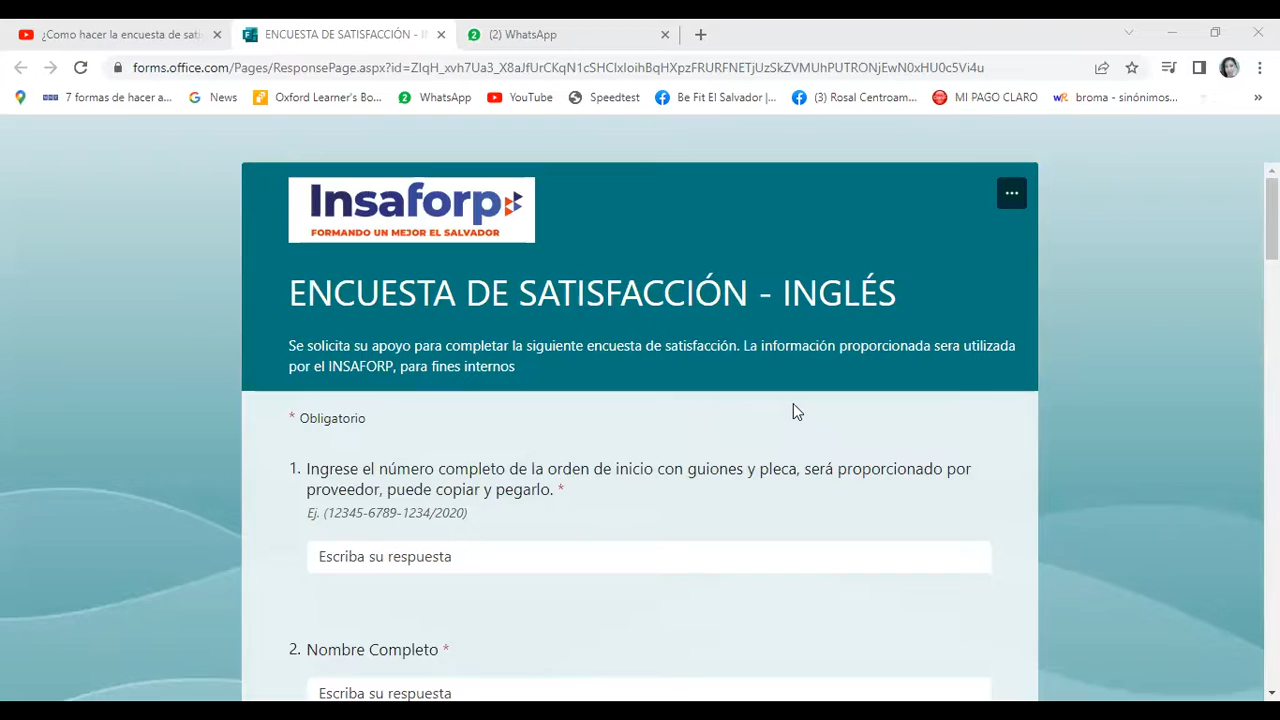 ¿Como hacer la encuesta de sati
ENCUESTA DE SATISFACCIÓN - I
(2) WhatsApp
forms.office.com/Pages/ResponsePage.aspx?id=ZIqH_xvh7Ua3_X8aJfUrCKqN1cSHClxIoihBqHXpzFRURFNETjUzSkZVMUhPUTRONjEwN0xHU0c5Vi4u
7 formas de hacer a...
News
Oxford Learner's Bo...
WhatsApp
YouTube
Speedtest
Be Fit El Salvador |...
(3) Rosal Centroam...
MI PAGO CLARO
broma - sinónimos...
Insaforp
FORMANDO UN MEJOR EL SALVADOR
ENCUESTA DE SATISFACCIÓN - INGLÉS
Se solicita su apoyo para completar la siguiente encuesta de satisfacción. La información proporcionada sera utilizada
por el INSAFORP, para fines internos
* Obligatorio
1. Ingrese el número completo de la orden de inicio con guiones y pleca, será proporcionado por
proveedor, puede copiar y pegarlo. *
Ej. (12345-6789-1234/2020)
Escriba su respuesta
2. Nombre Completo *
Escriba su respuesta